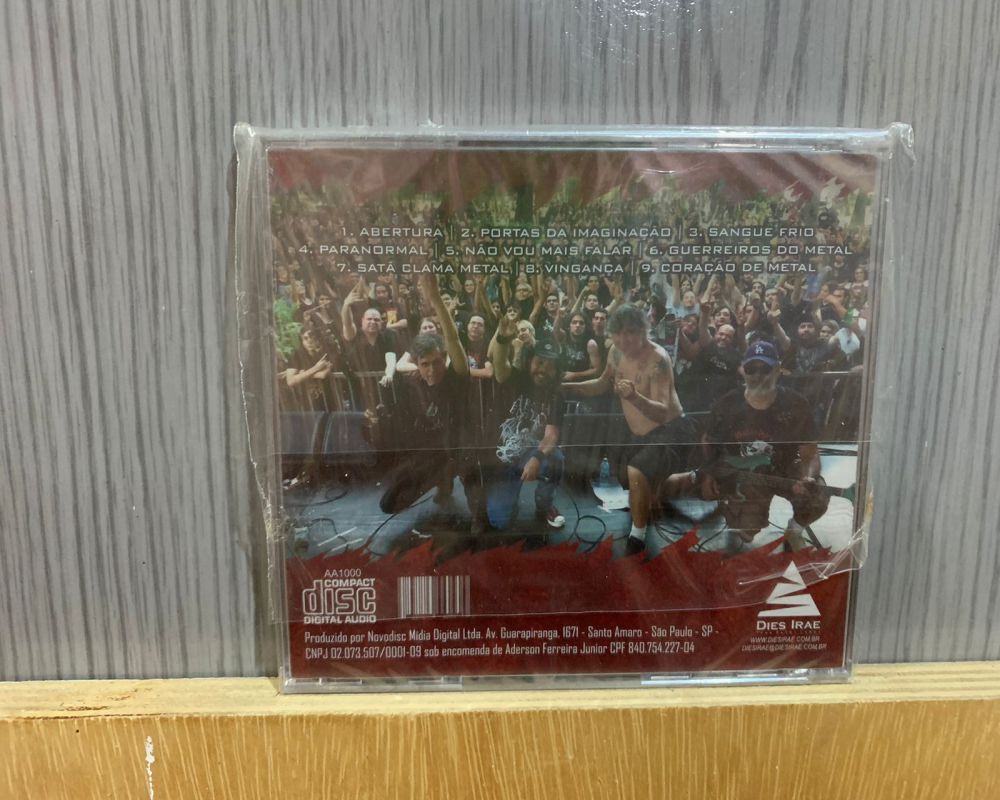 1. ABERTURA | 2. PORTAS DA IMAGINAÇÃO | 3. SANGUE FRIO
4. PARANORMAL | 5. NÃO VOU MAIS FALAR | 6. GUERREIROS DO METAL
7. SATÃ CLAMA METAL | 8. VINGANÇA | 9. CORAÇÃO DE METAL
LA
AA1000
COMPACT
disc
DIGITAL AUDIO
Produzido por Novodisc Mídia Digital Ltda. Av. Guarapiranga, 1671 - Santo Amaro - São Paulo - SP -
CNPJ 02.073.507/0001-09 sob encomenda de Aderson Ferreira Junior CPF 840.754.227-04
DIES IRAE
WWW.DIESIRAE.COM.BR
DIESIRAE@DIESIRAE.COM.BR